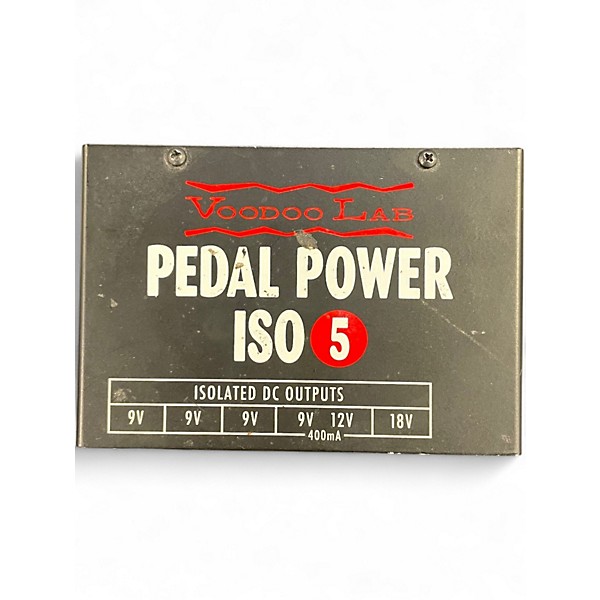 VOODOO LAB
PEDAL POWER
ISO 5
ISOLATED DC OUTPUTS
9V 9V 9V 9V 12V 18V
400mA